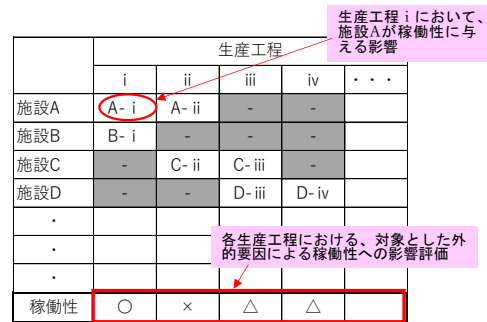 生産工程ⅰにおいて、
施設Aが稼働性に与
える影響
生産工程
ⅰ ⅱ ⅲ ⅳ ・・・
施設A A-ⅰ A-ⅱ - -
施設B B-ⅰ - - -
施設C - C-ⅱ C-ⅲ -
施設D - - D-ⅲ D-ⅳ
・
・
・
各生産工程における、対象とした外
的要因による稼働性への影響評価
稼働性 ○ × △ △